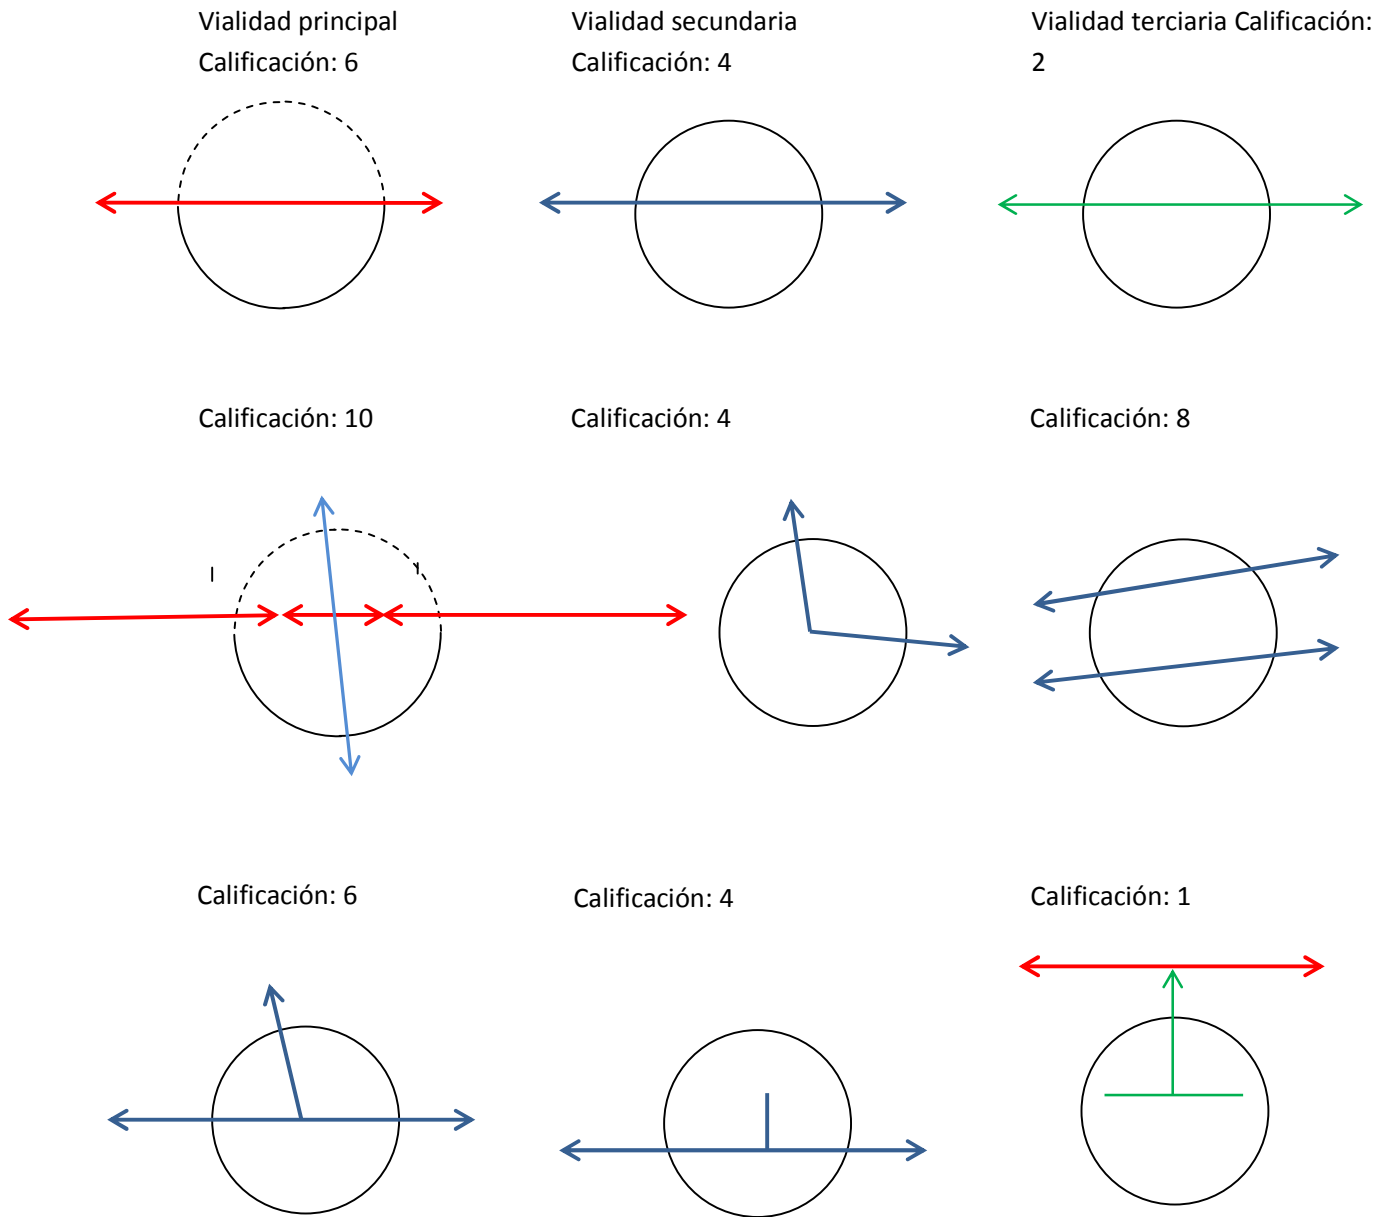 Vialidad principal
Calificación: 6
Vialidad secundaria
Calificación: 4
Vialidad terciaria Calificación:
2
Calificación: 10
Calificación: 4
Calificación: 8
l
l
Calificación: 6
Calificación: 4
Calificación: 1